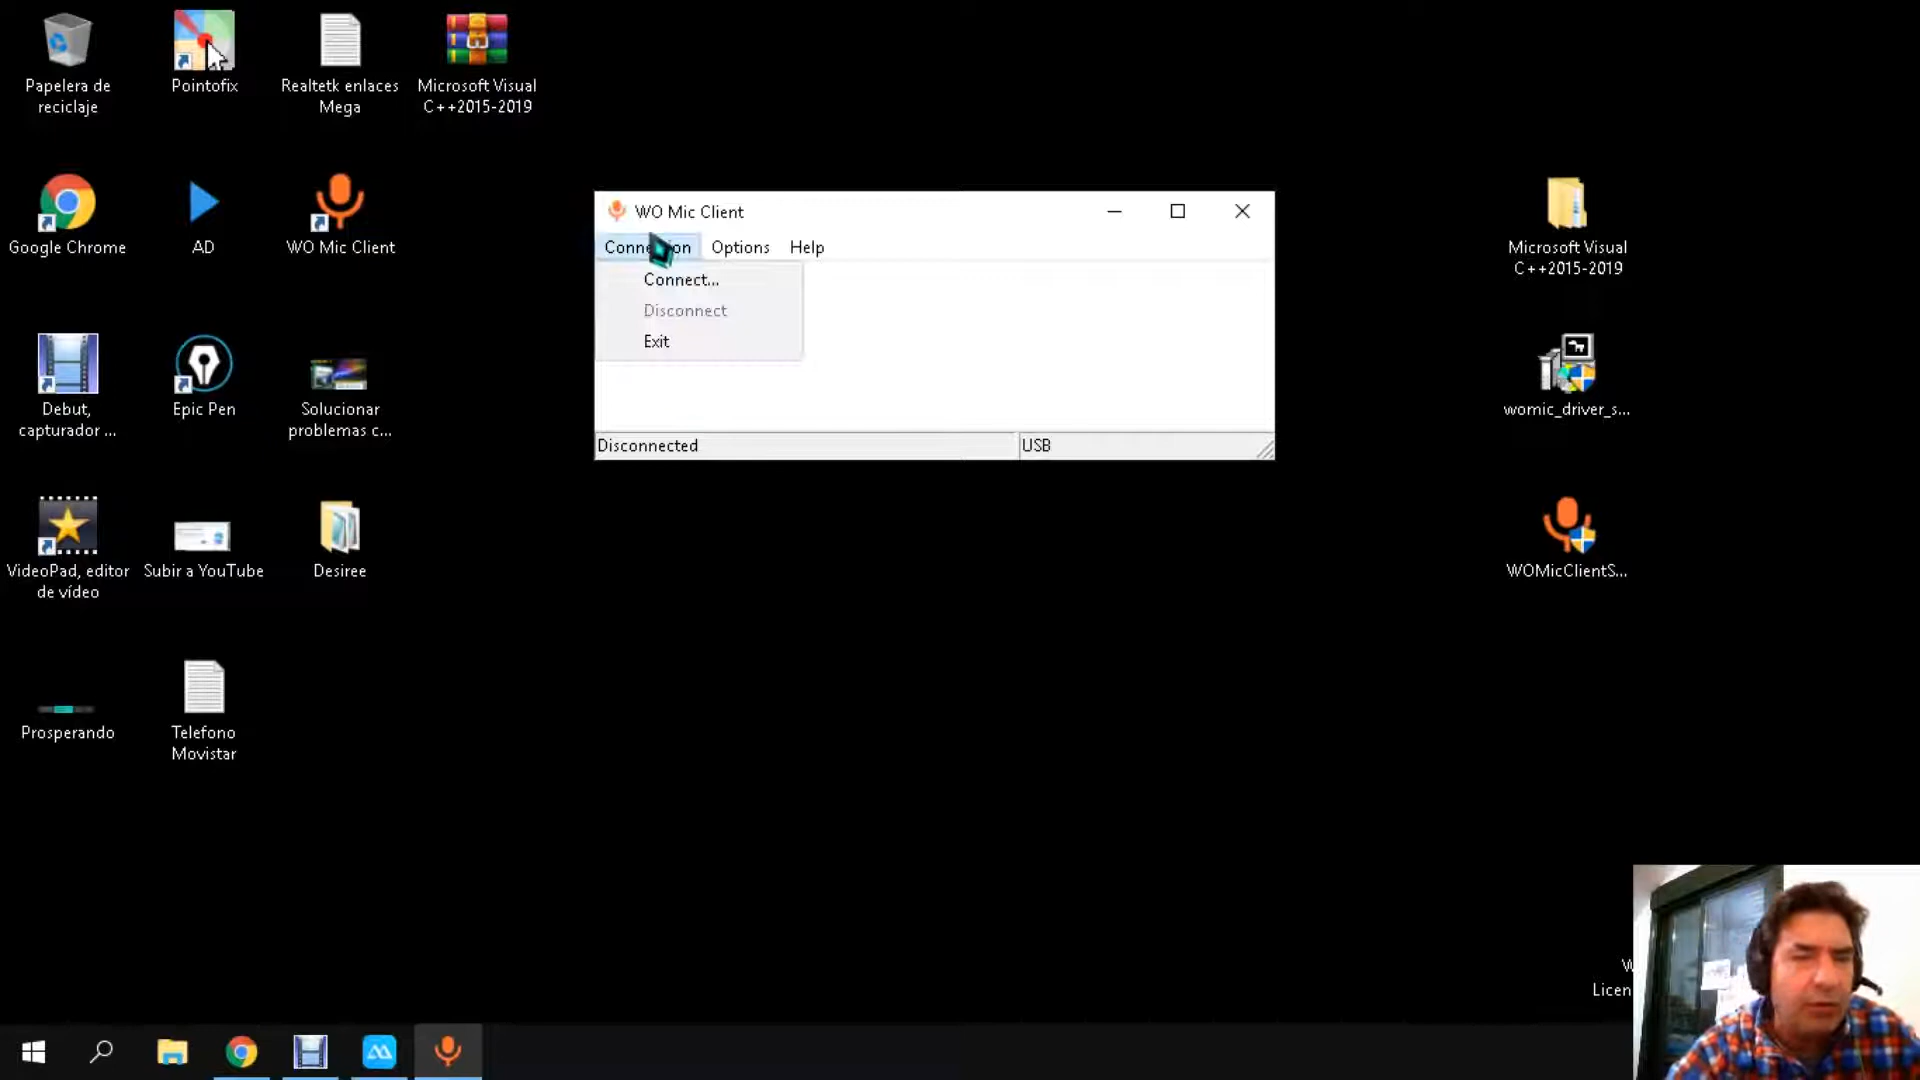 Papelera de
reciclaje
Pointofix
Realtetk enlaces
Mega
Microsoft Visual
C++2015-2019
Google Chrome
AD
WO Mic Client
WO Mic Client
Connection Options Help
Connect...
Disconnect
Exit
Disconnected USB
Microsoft Visual
C++2015-2019
Debut,
capturador ...
Epic Pen
Solucionar
problemas c...
womic_driver_s...
VideoPad, editor
de vídeo
Subir a YouTube
Desiree
WOMicClientS...
Prosperando
Telefono
Movistar
W
Licen